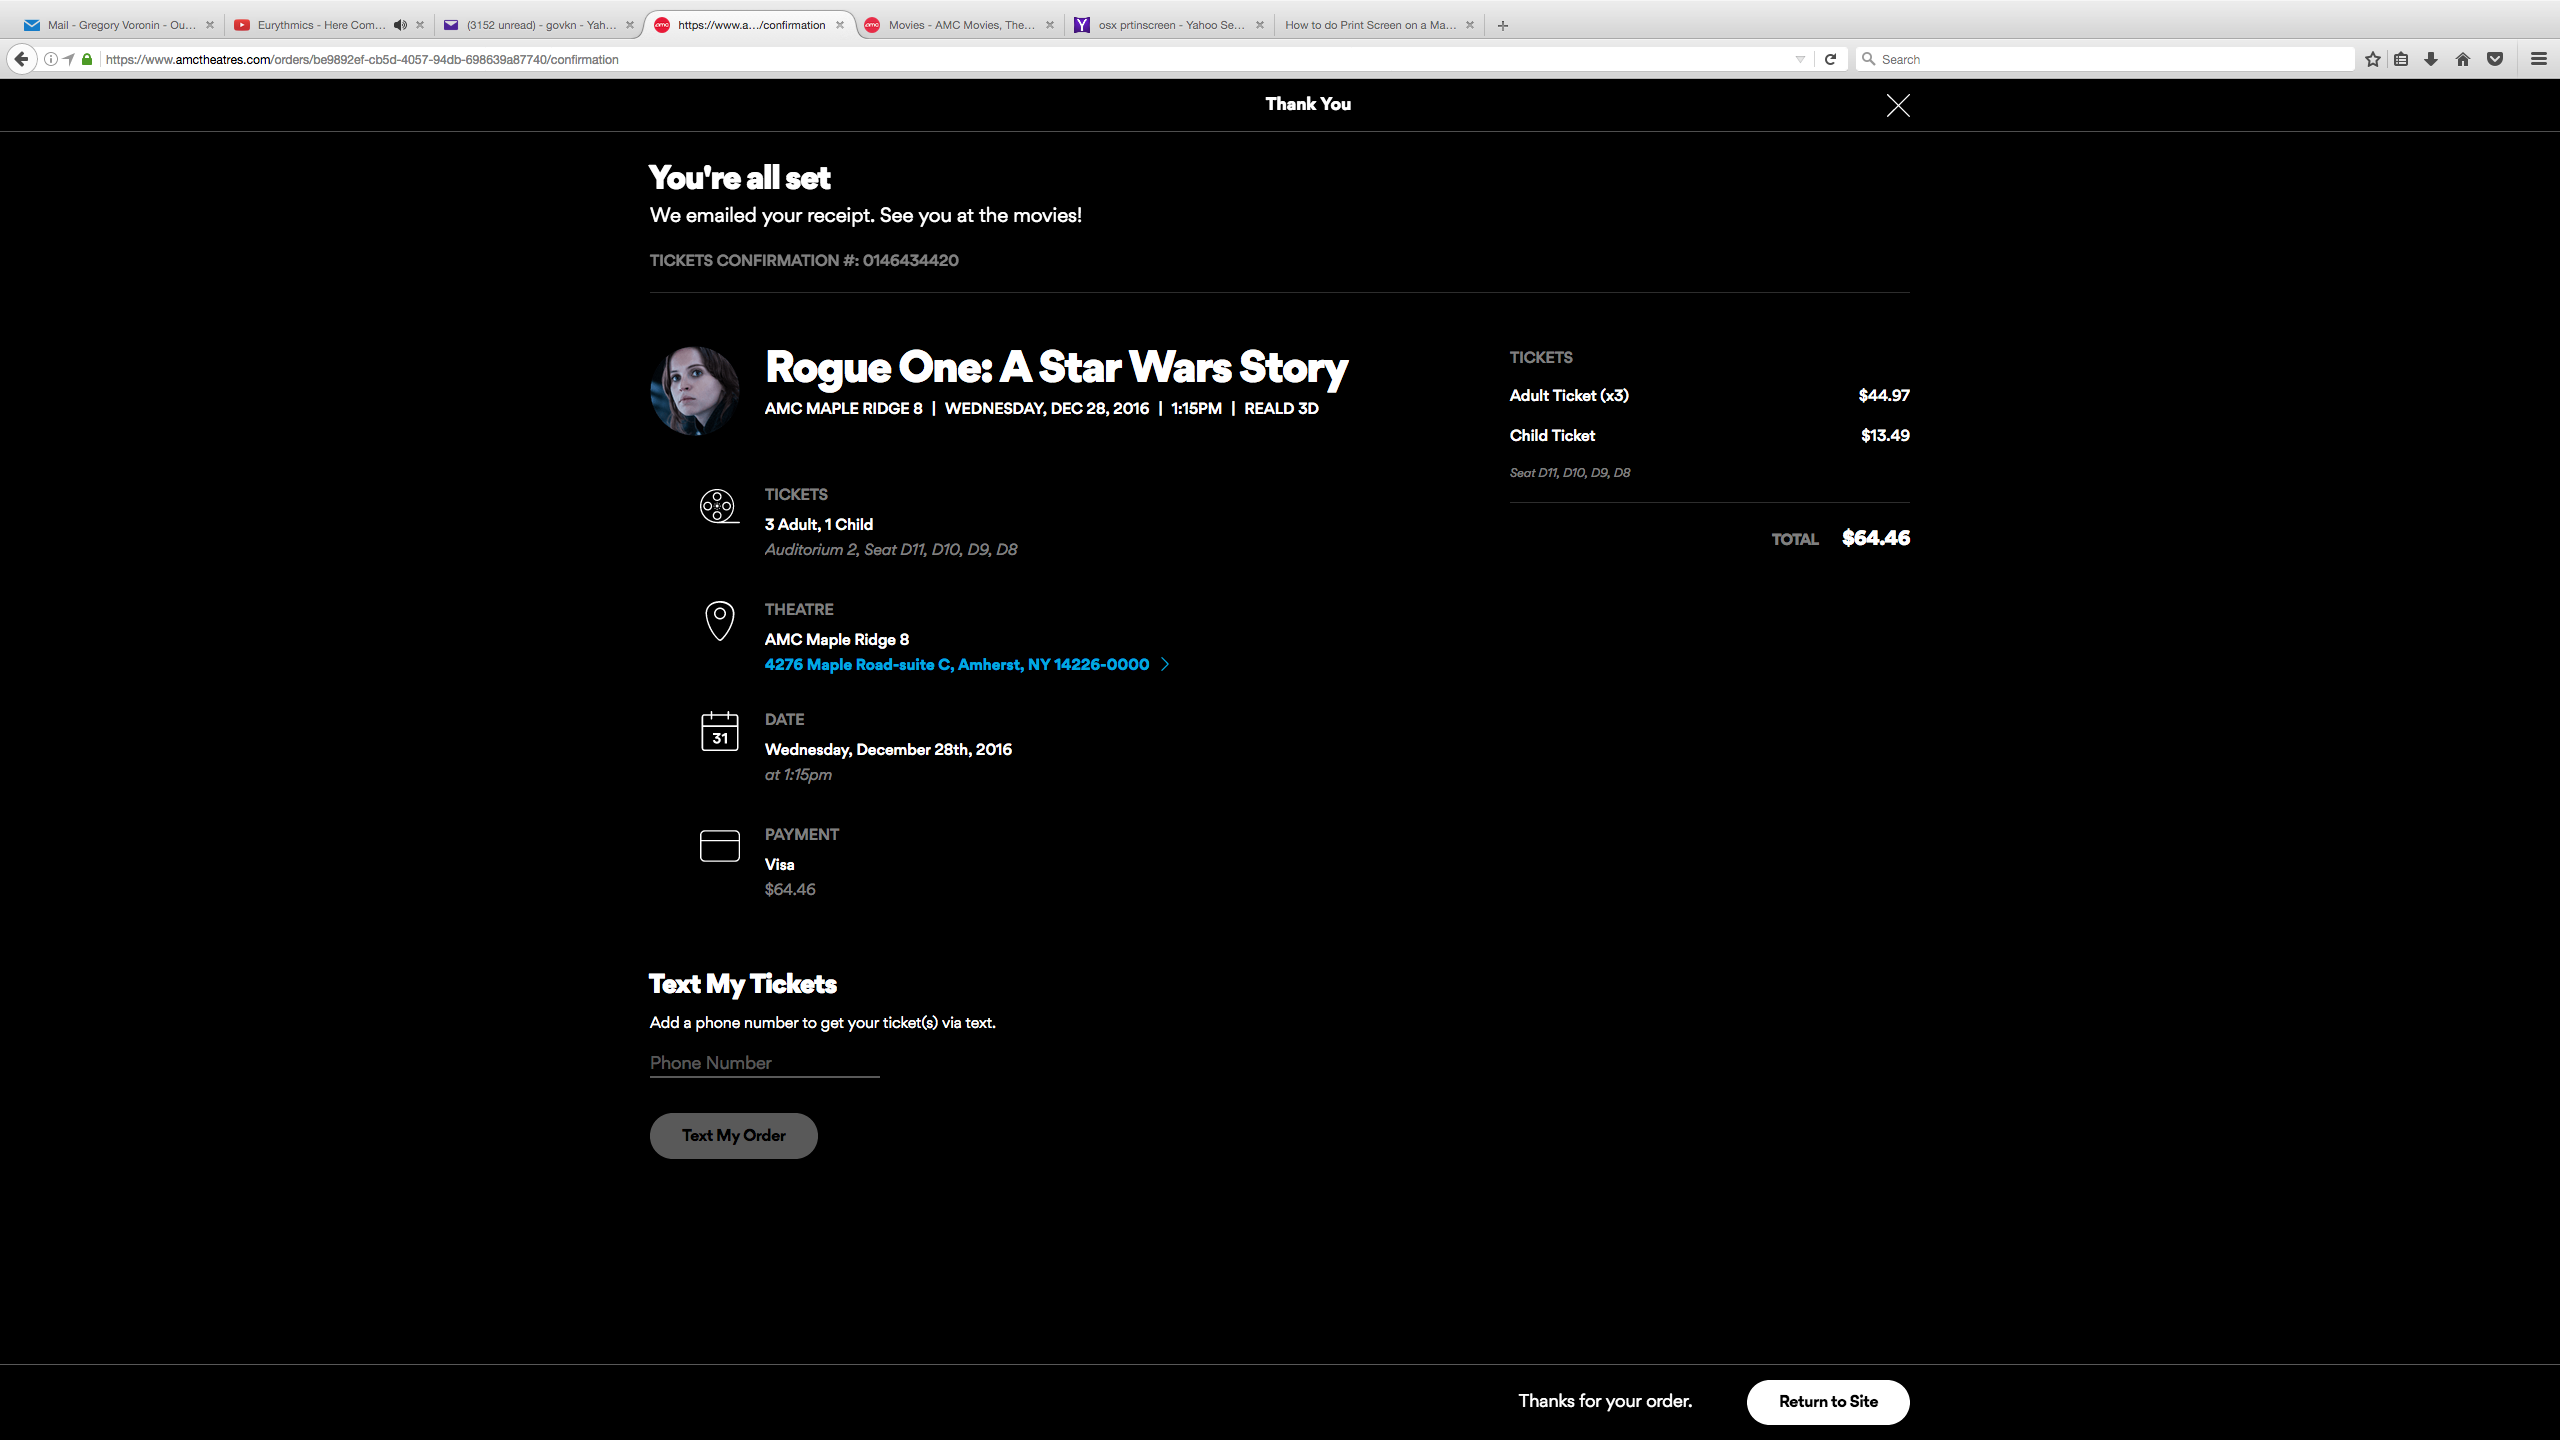 Mail - Gregory Voronin - Ou...
Eurythmics - Here Com...
(3152 unread) - govkn - Yah...
https://www.a.../confirmation
Movies - AMC Movies, The...
osx prtinscreen - Yahoo Se...
How to do Print Screen on a Ma...
https://www.amctheatres.com/orders/be9892ef-cb5d-4057-94db-698639a87740/confirmation
Search
Thank You
You're all set
We emailed your receipt. See you at the movies!
TICKETS CONFIRMATION #: 0146434420
Rogue One: A Star Wars Story
AMC MAPLE RIDGE 8 | WEDNESDAY, DEC 28, 2016 | 1:15PM | REALD 3D
TICKETS
3 Adult, 1 Child
Auditorium 2, Seat D11, D10, D9, D8
THEATRE
AMC Maple Ridge 8
4276 Maple Road-suite C, Amherst, NY 14226-0000
31
DATE
Wednesday, December 28th, 2016
at 1:15pm
PAYMENT
Visa
$64.46
TICKETS
Adult Ticket (x3) $44.97
Child Ticket $13.49
Seat D11, D10, D9, D8
TOTAL $64.46
Text My Tickets
Add a phone number to get your ticket(s) via text.
Phone Number
Text My Order
Thanks for your order.
Return to Site